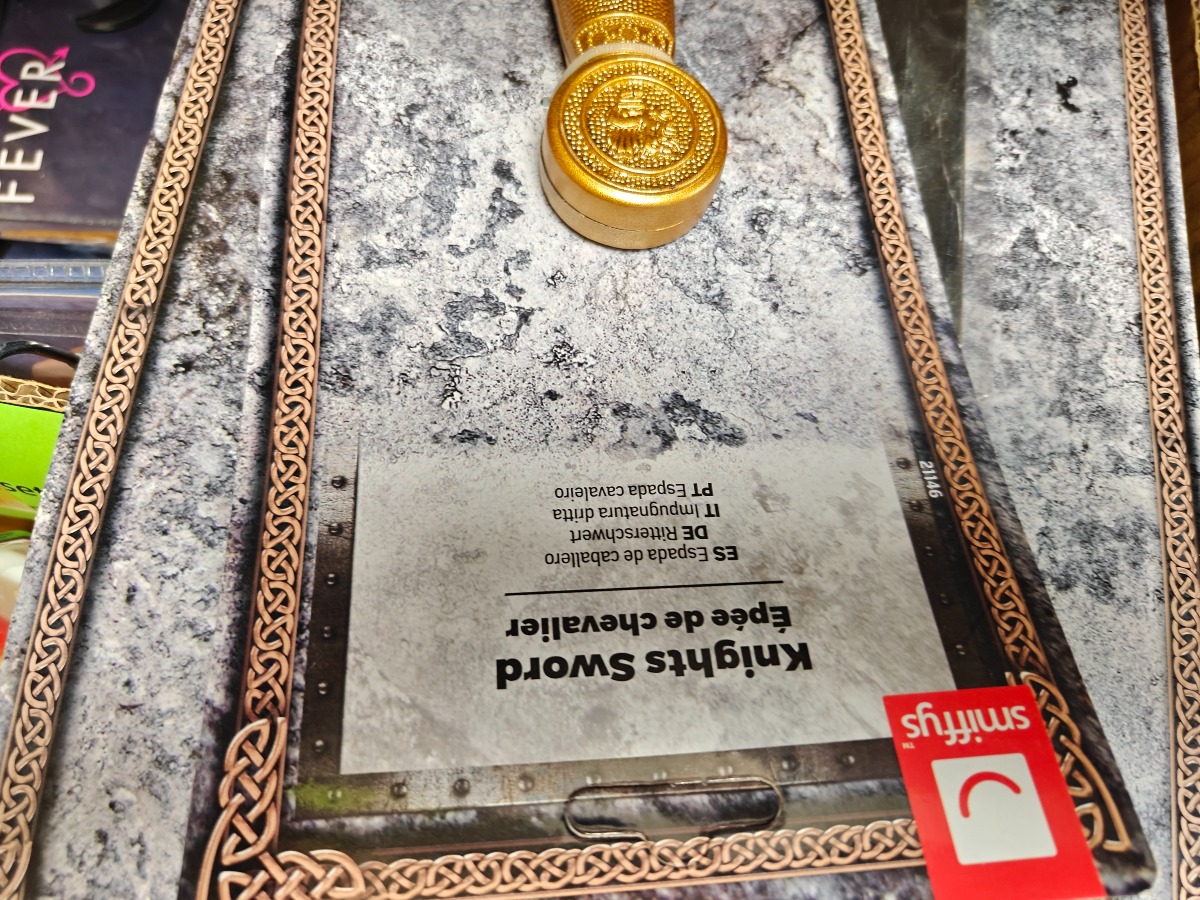 Knights Sword
Épée de chevalier
ES Espada de caballero
DE Ritterschwert
IT Impugnatura dritta
PT Espada cavaleiro
21146
smiffys™
FEVER